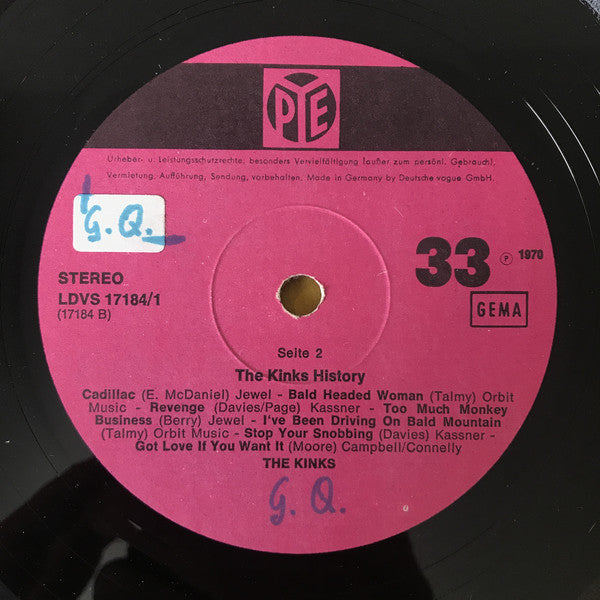 PYE
Urheber- u. Leistungsschutzrechte, besonders Vervielfältigung (außer zum persönl. Gebrauch),
Vermietung, Aufführung, Sendung, vorbehalten. Made in Germany by Deutsche vogue GmbH.
G. Q.
STEREO
LDVS 17184/1
(17184 B)
33 Ⓟ 1970
GEMA
Seite 2
The Kinks History
Cadillac (E. McDaniel) Jewel - Bald Headed Woman (Talmy) Orbit
Music - Revenge (Davies/Page) Kassner - Too Much Monkey
Business (Berry) Jewel - I've Been Driving On Bald Mountain
(Talmy) Orbit Music - Stop Your Snobbing (Davies) Kassner -
Got Love If You Want It (Moore) Campbell/Connelly
THE KINKS
G. Q.